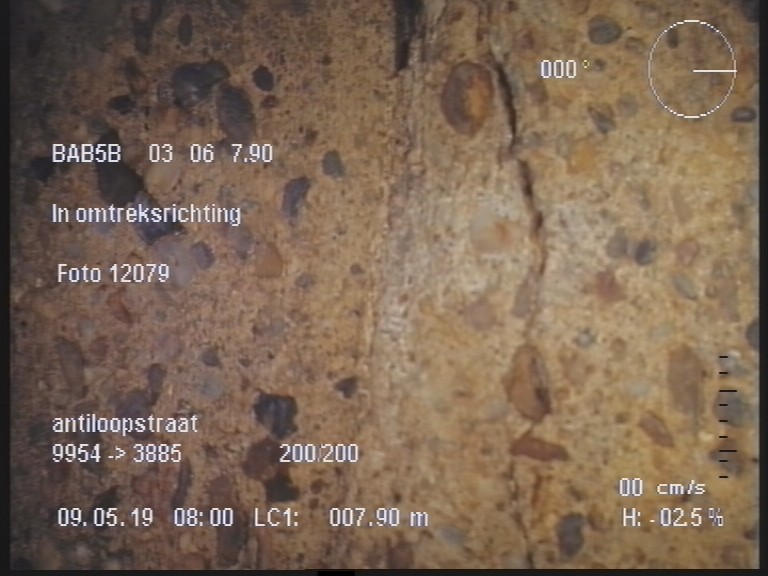 000°
BAB5B 03 06 7.90
In omtreksrichting
Foto 12079
antiloopstraat
9954 -> 3885 200/200
00 cm/s
09.05.19 08:00 LC1: 007.90 m H: -02.5 %